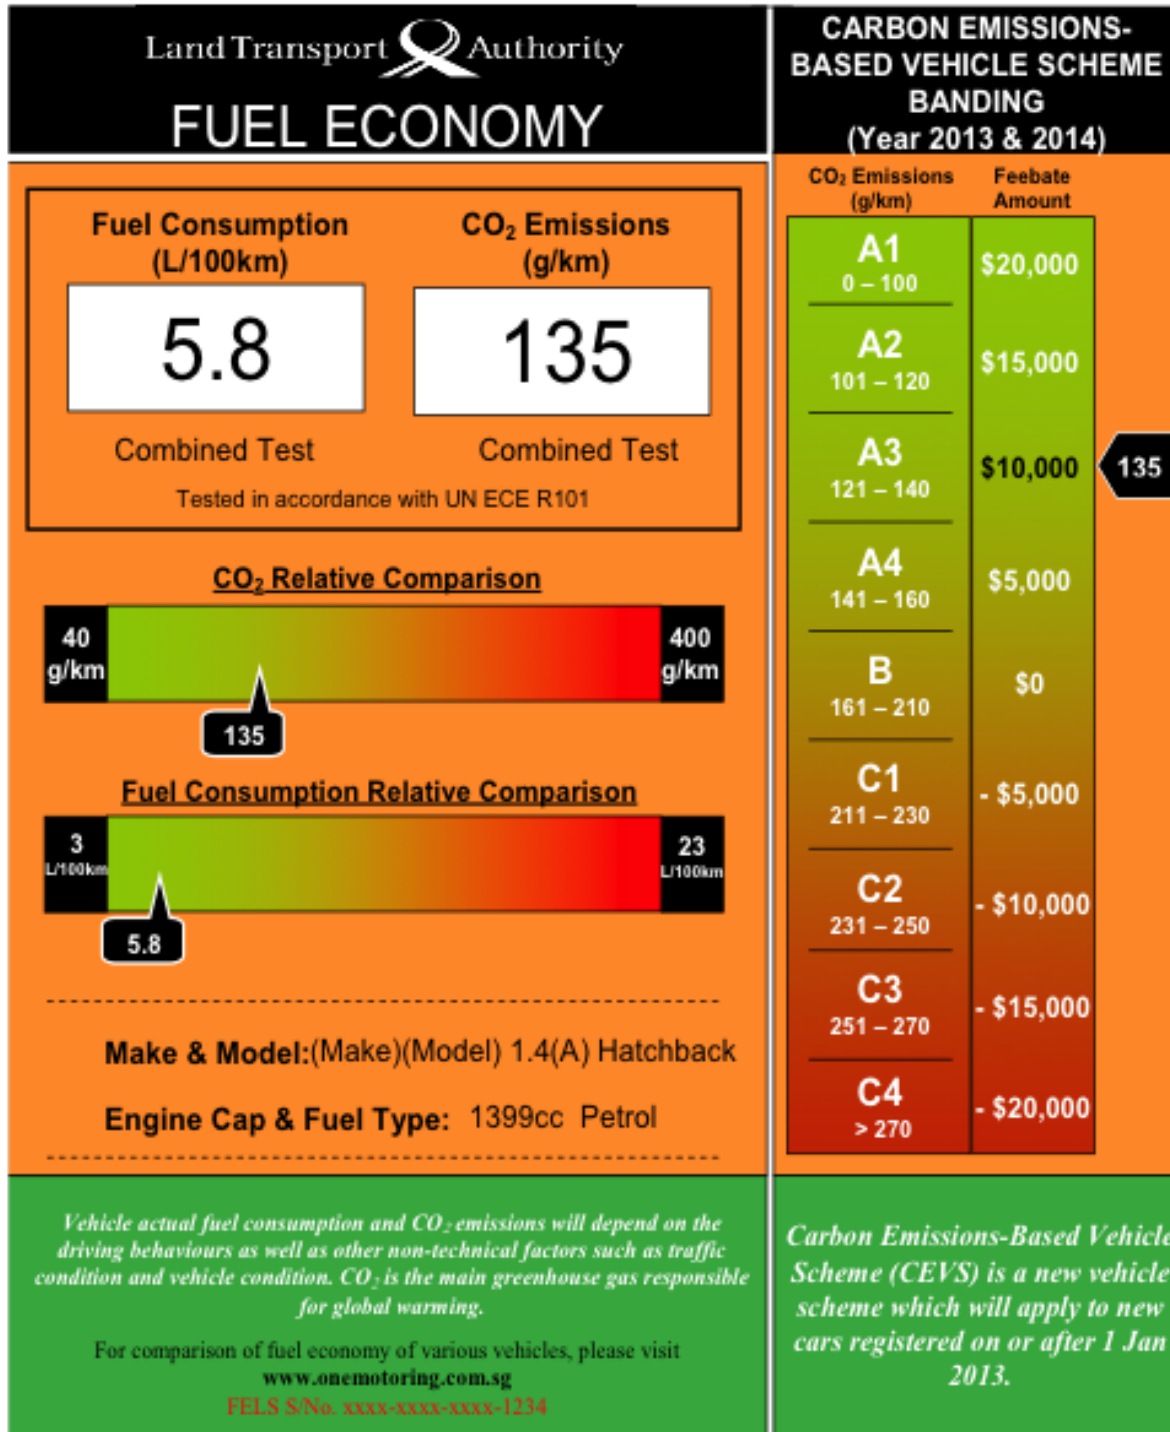 Land Transport Authority
FUEL ECONOMY
Fuel Consumption
(L/100km)
5.8
Combined Test
CO₂ Emissions
(g/km)
135
Combined Test
Tested in accordance with UN ECE R101
CO₂ Relative Comparison
40
g/km
400
g/km
135
Fuel Consumption Relative Comparison
3
L/100km
23
L/100km
5.8
Make & Model:(Make)(Model) 1.4(A) Hatchback
Engine Cap & Fuel Type: 1399cc Petrol
Vehicle actual fuel consumption and CO₂ emissions will depend on the
driving behaviours as well as other non-technical factors such as traffic
condition and vehicle condition. CO₂ is the main greenhouse gas responsible
for global warming.
For comparison of fuel economy of various vehicles, please visit
www.onemotoring.com.sg
FELS S/No. xxxx-xxxx-xxxx-1234
CARBON EMISSIONS-
BASED VEHICLE SCHEME
BANDING
(Year 2013 & 2014)
CO₂ Emissions
(g/km)
Feebate
Amount
A1
0 – 100
$20,000
A2
101 – 120
$15,000
A3
121 – 140
$10,000
135
A4
141 – 160
$5,000
B
161 – 210
$0
C1
211 – 230
- $5,000
C2
231 – 250
- $10,000
C3
251 – 270
- $15,000
C4
> 270
- $20,000
Carbon Emissions-Based Vehicle
Scheme (CEVS) is a new vehicle
scheme which will apply to new
cars registered on or after 1 Jan
2013.